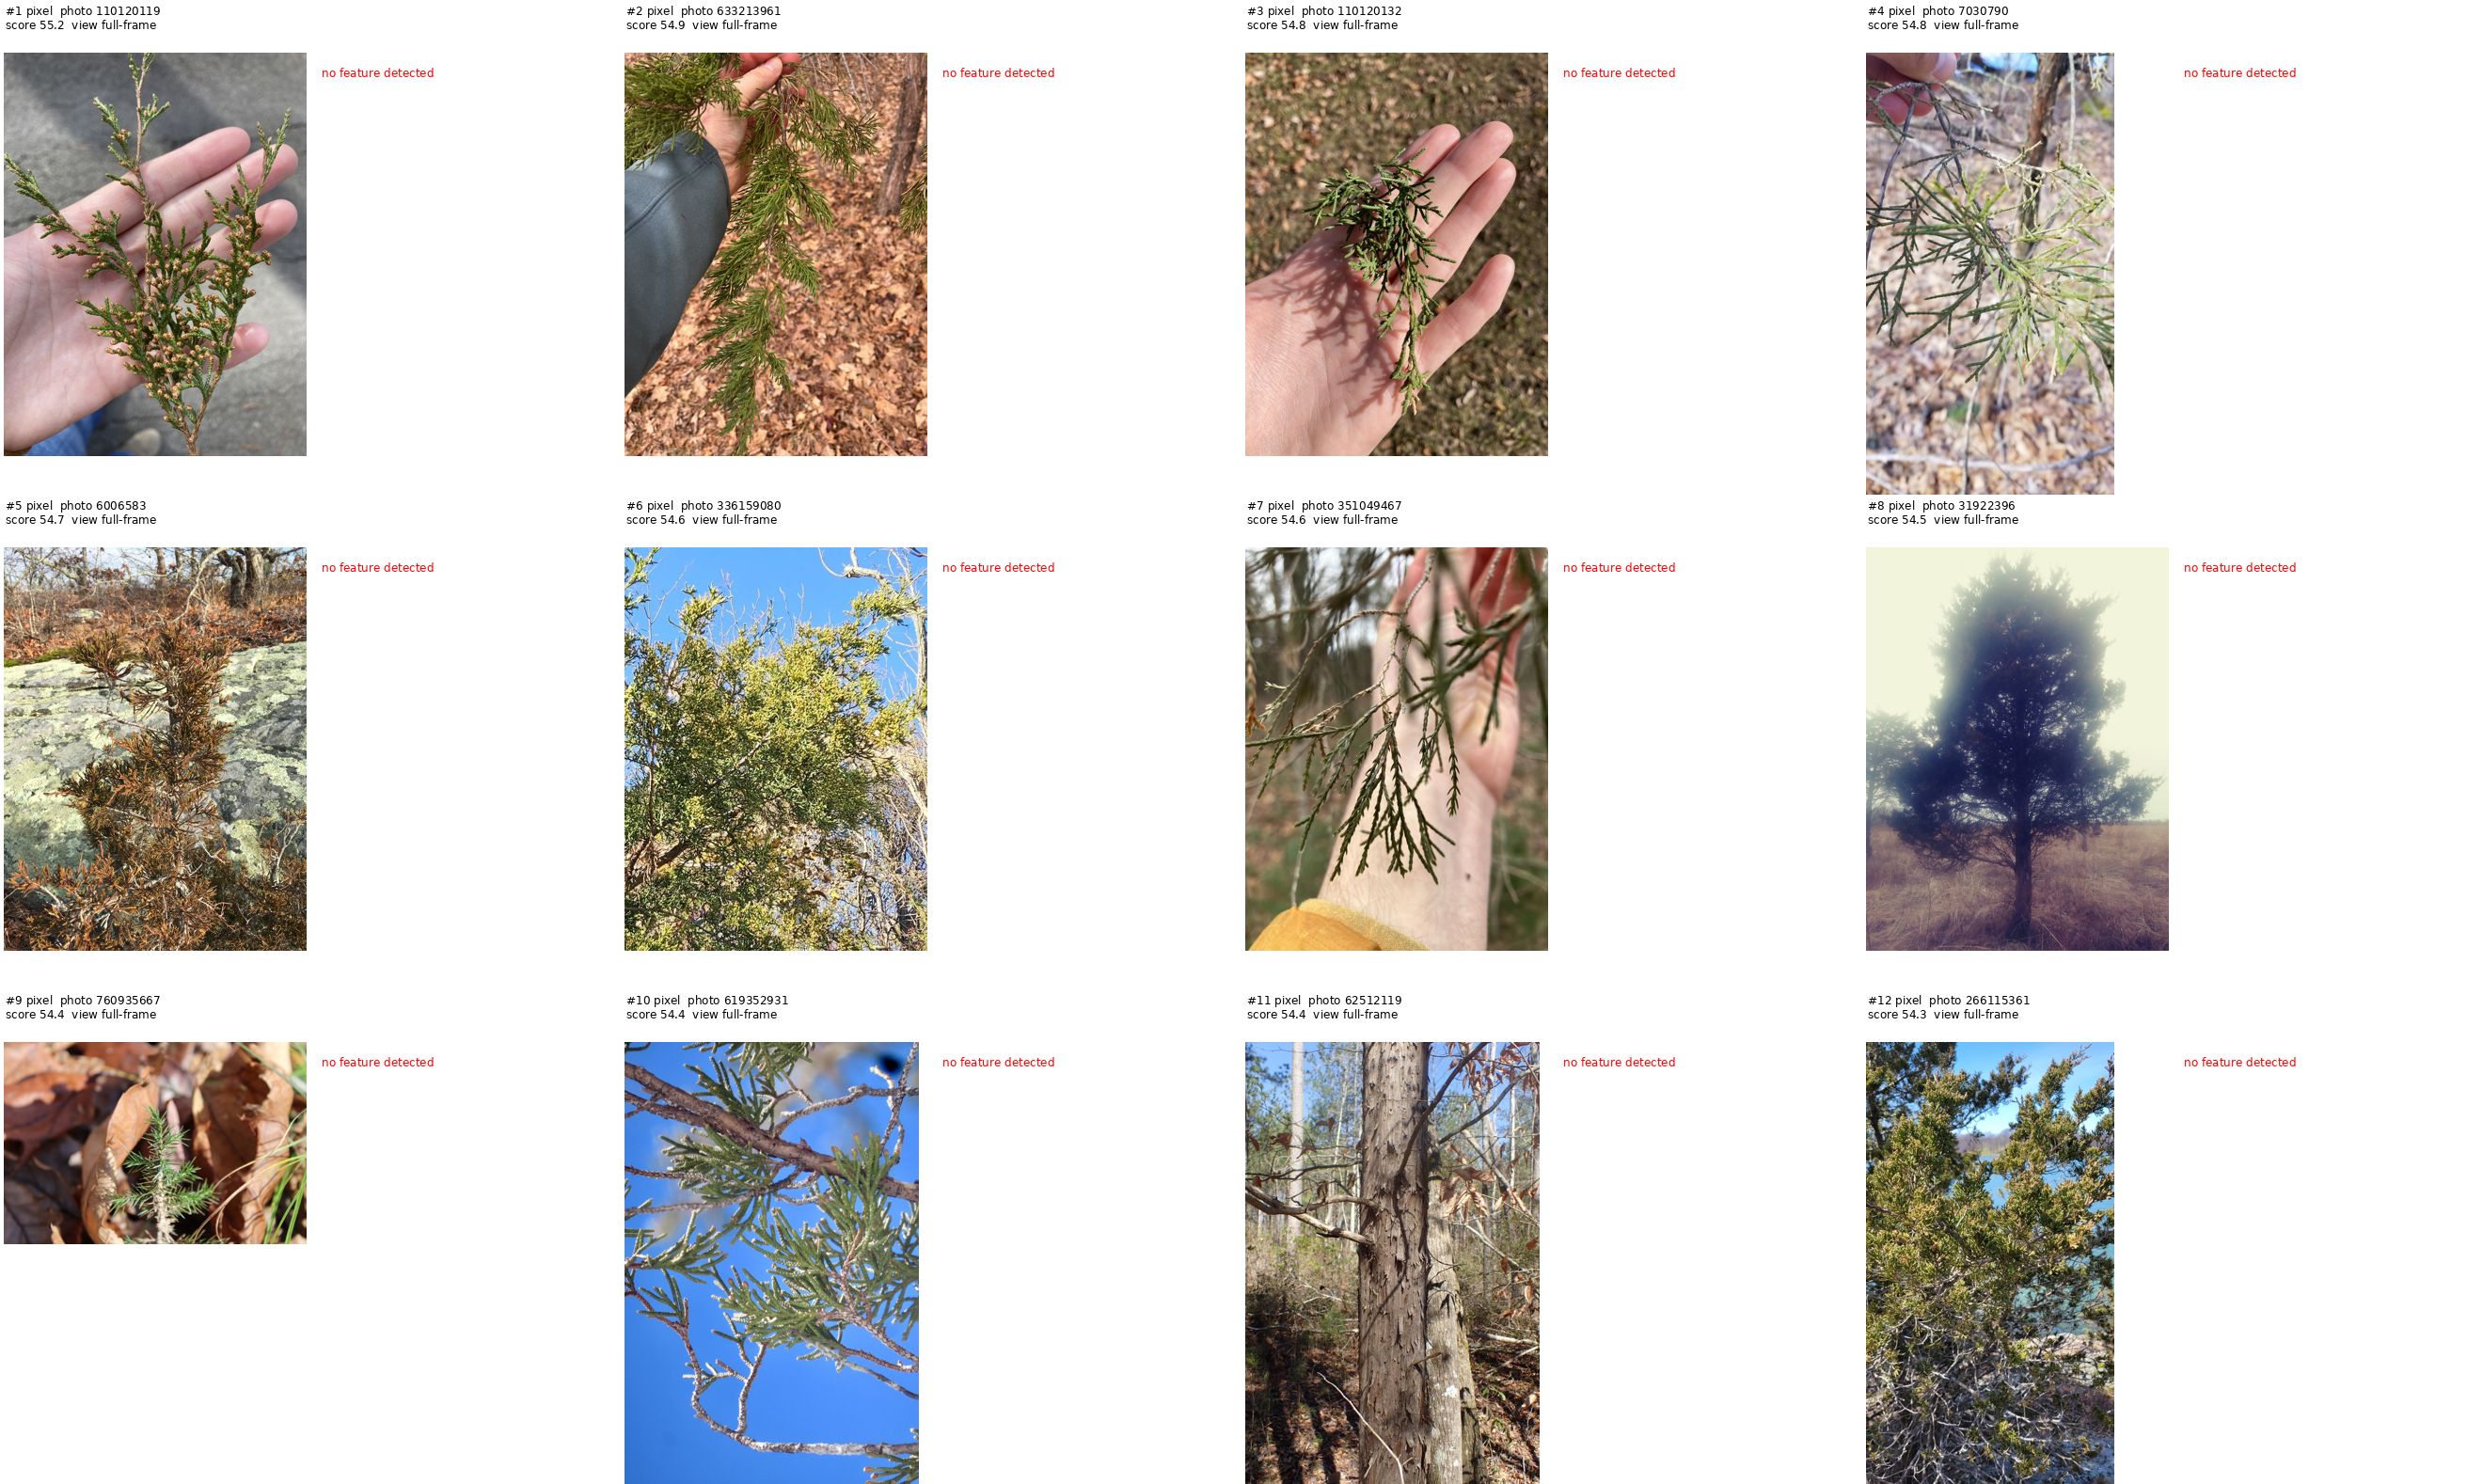 #1 pixel  photo 110120119
score 55.2  view full-frame
no feature detected
#2 pixel  photo 633213961
score 54.9  view full-frame
no feature detected
#3 pixel  photo 110120132
score 54.8  view full-frame
no feature detected
#4 pixel  photo 7030790
score 54.8  view full-frame
no feature detected
#5 pixel  photo 6006583
score 54.7  view full-frame
no feature detected
#6 pixel  photo 336159080
score 54.6  view full-frame
no feature detected
#7 pixel  photo 351049467
score 54.6  view full-frame
no feature detected
#8 pixel  photo 31922396
score 54.5  view full-frame
no feature detected
#9 pixel  photo 760935667
score 54.4  view full-frame
no feature detected
#10 pixel  photo 619352931
score 54.4  view full-frame
no feature detected
#11 pixel  photo 62512119
score 54.4  view full-frame
no feature detected
#12 pixel  photo 266115361
score 54.3  view full-frame
no feature detected